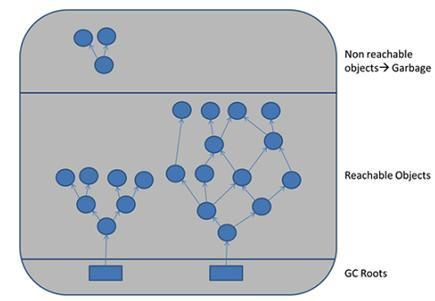 Non reachable
objects→ Garbage
Reachable Objects
GC Roots